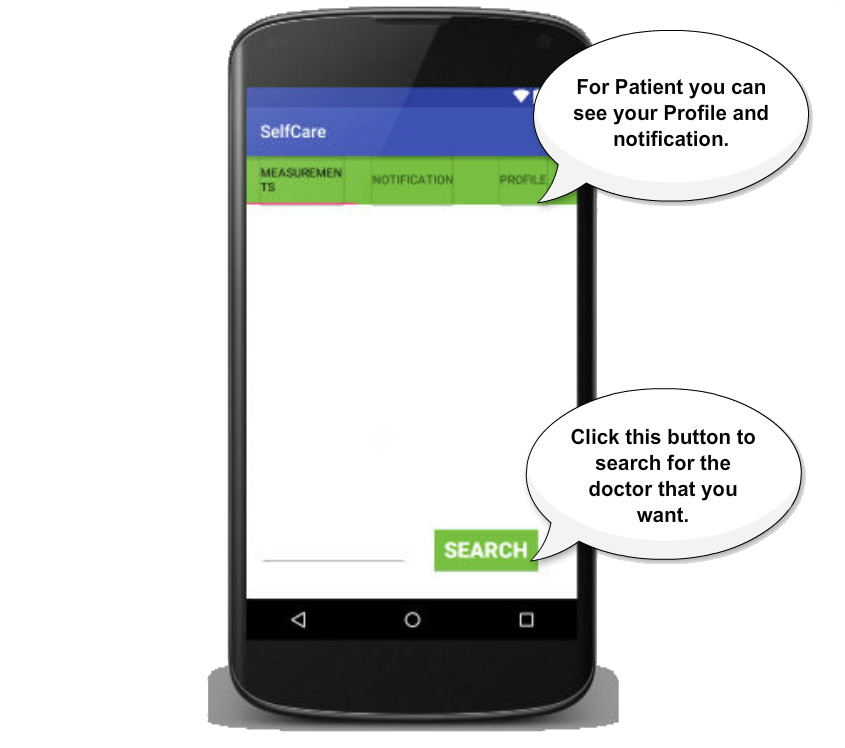 For Patient you can
see your Profile and
notification.
SelfCare
MEASUREMEN
TS
NOTIFICATION
PROFILE
Click this button to
search for the
doctor that you
want.
SEARCH